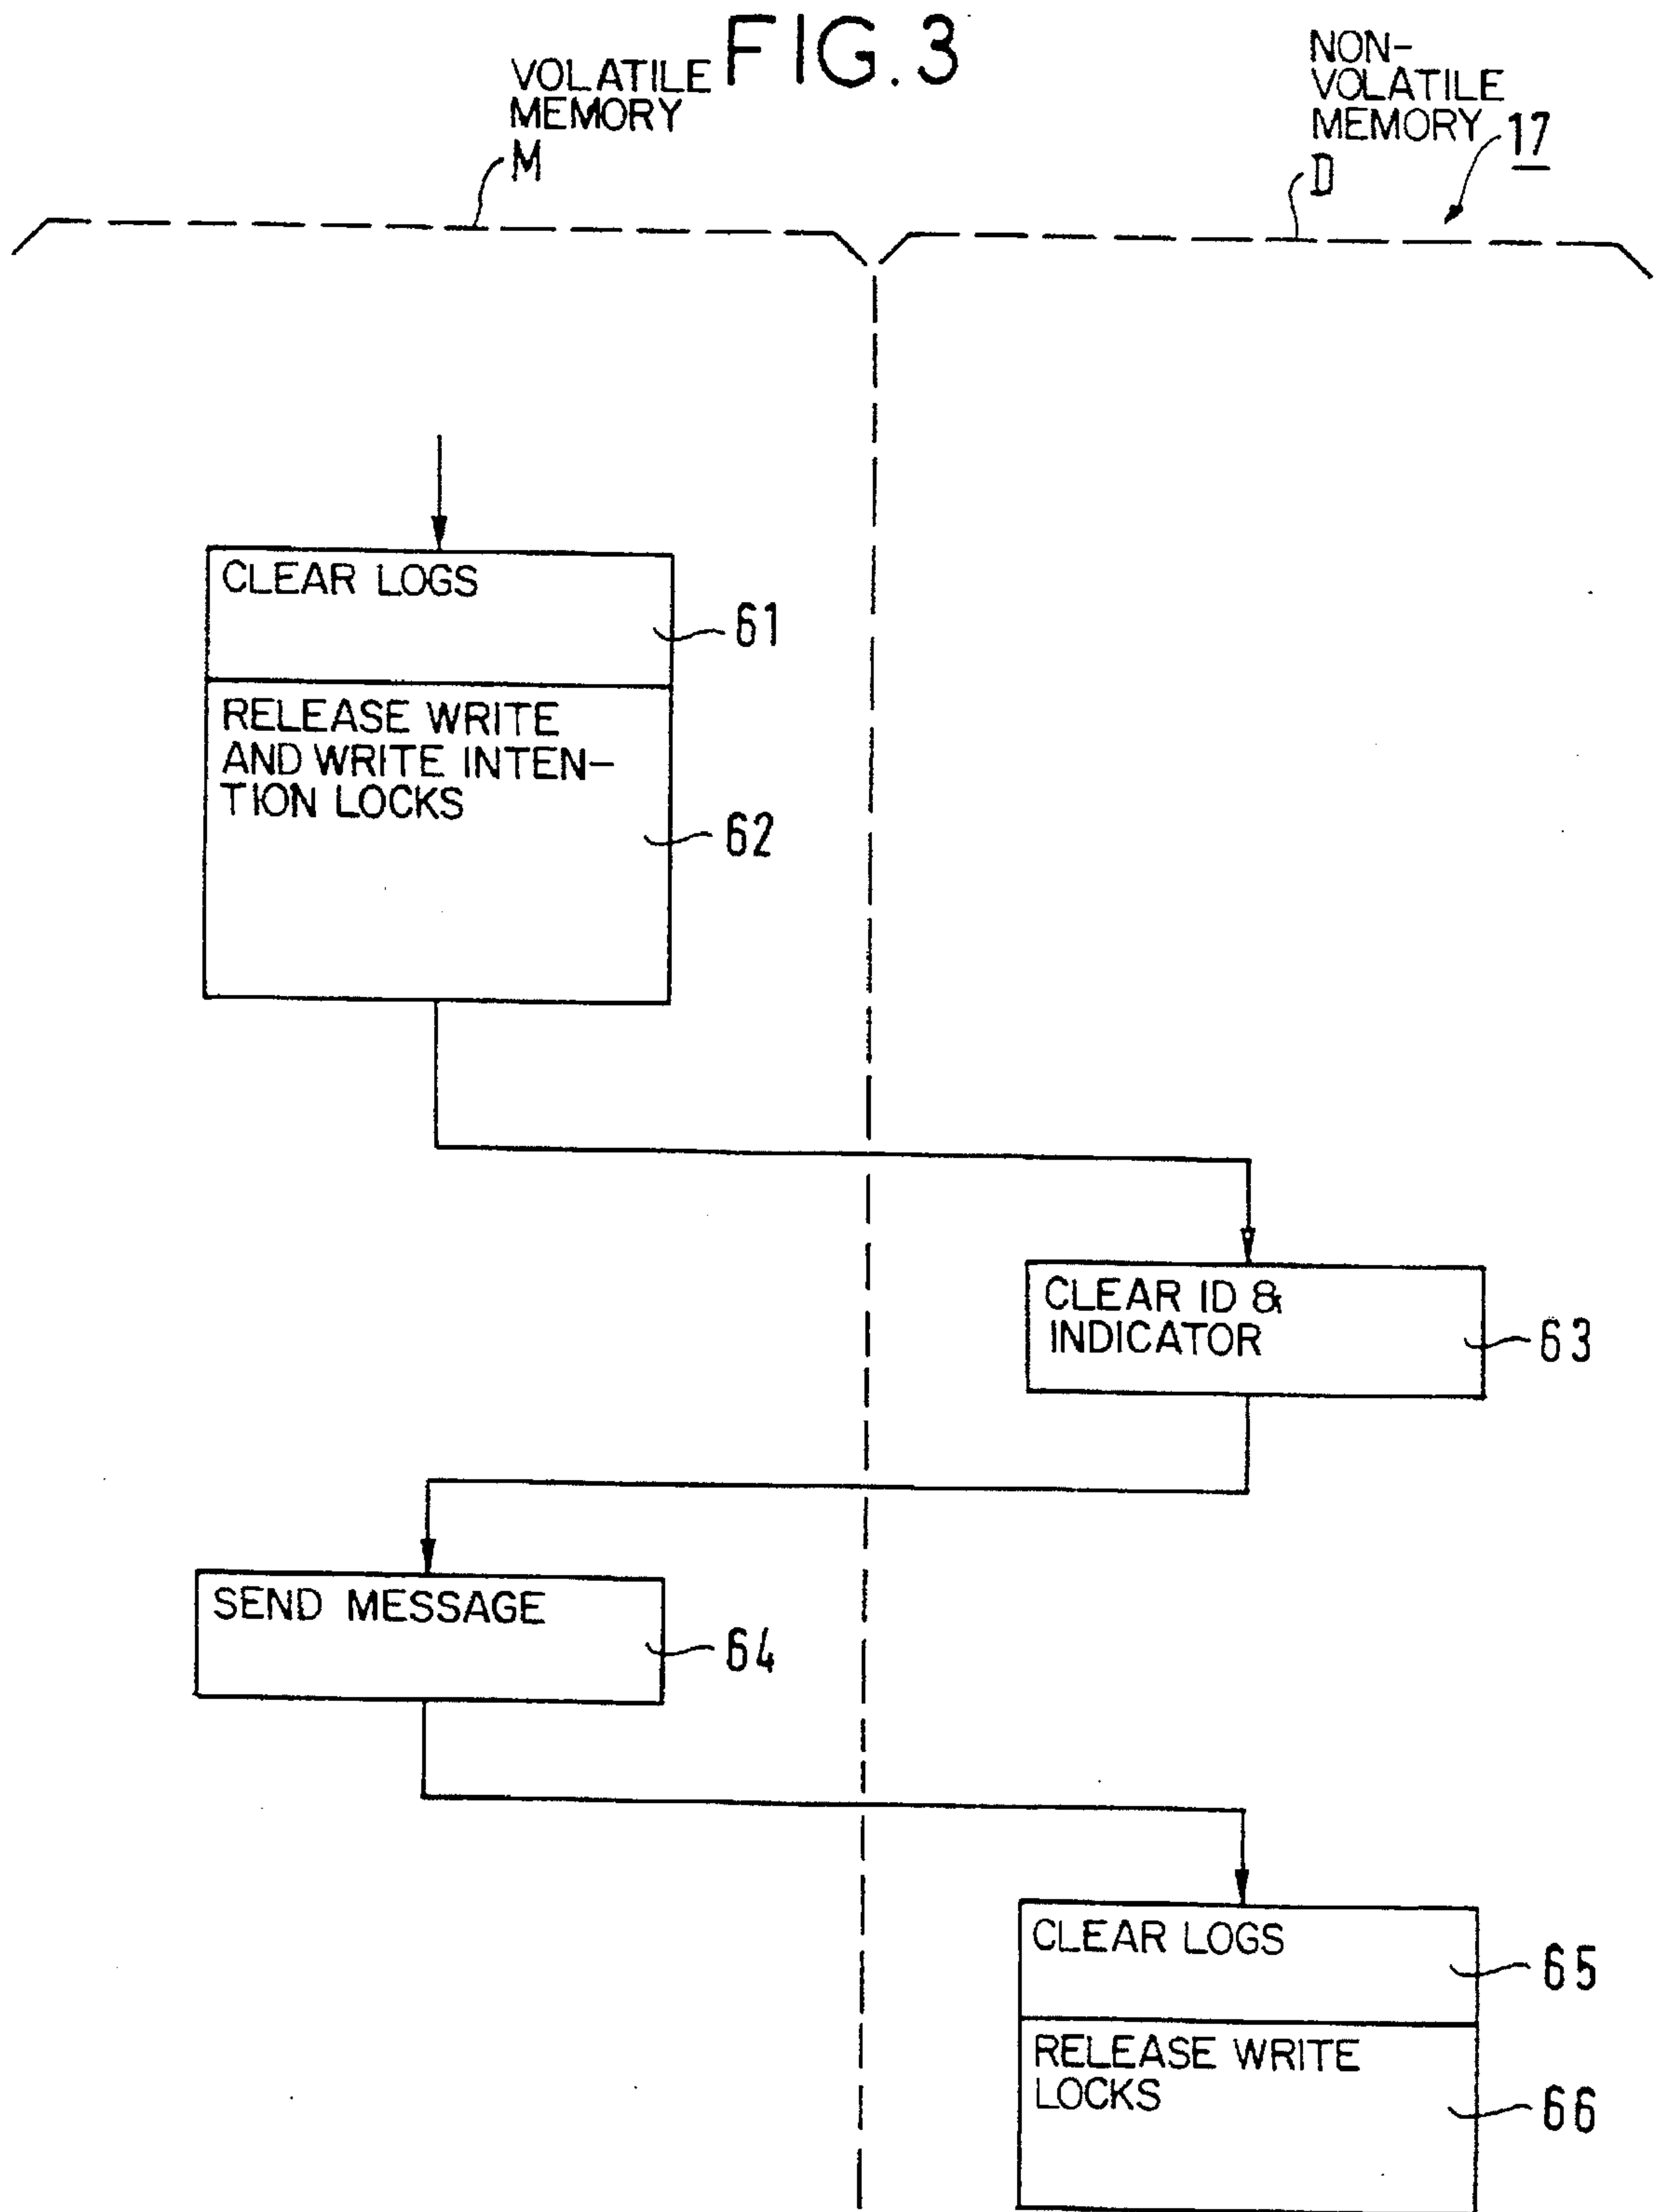 FIG. 3
VOLATILE
MEMORY
M
NON-
VOLATILE
MEMORY
D
17
CLEAR LOGS
61
RELEASE WRITE
AND WRITE INTEN-
TION LOCKS
62
CLEAR ID &
INDICATOR
63
SEND MESSAGE
64
CLEAR LOGS
65
RELEASE WRITE
LOCKS
66